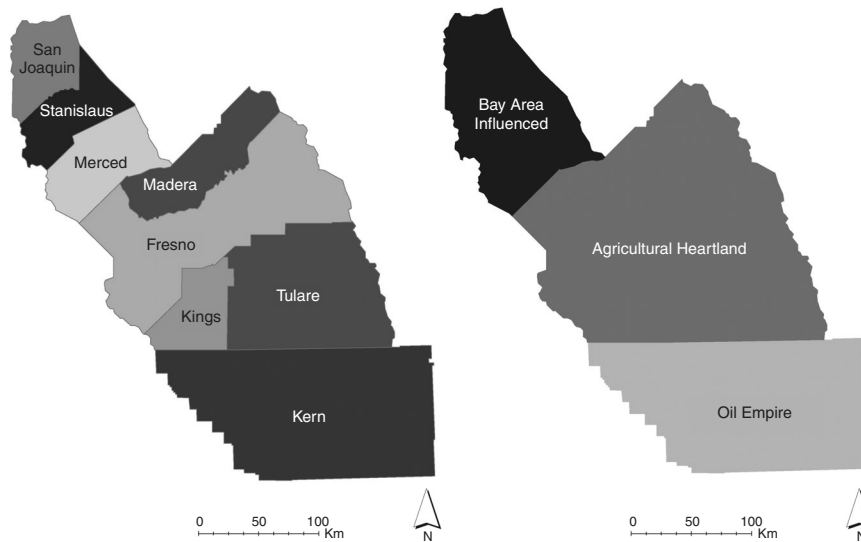 San
Joaquin
Stanislaus
Merced
Madera
Fresno
Kings
Tulare
Kern
0 50 100
Km
N
Bay Area
Influenced
Agricultural Heartland
Oil Empire
0 50 100
Km
N